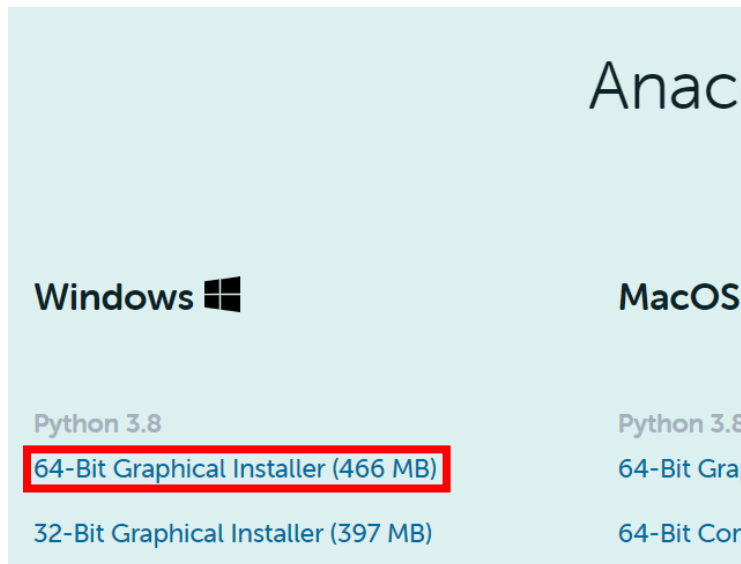 Anac
Windows
Python 3.8
64-Bit Graphical Installer (466 MB)
32-Bit Graphical Installer (397 MB)
MacOS
Python 3.8
64-Bit Gra
64-Bit Con